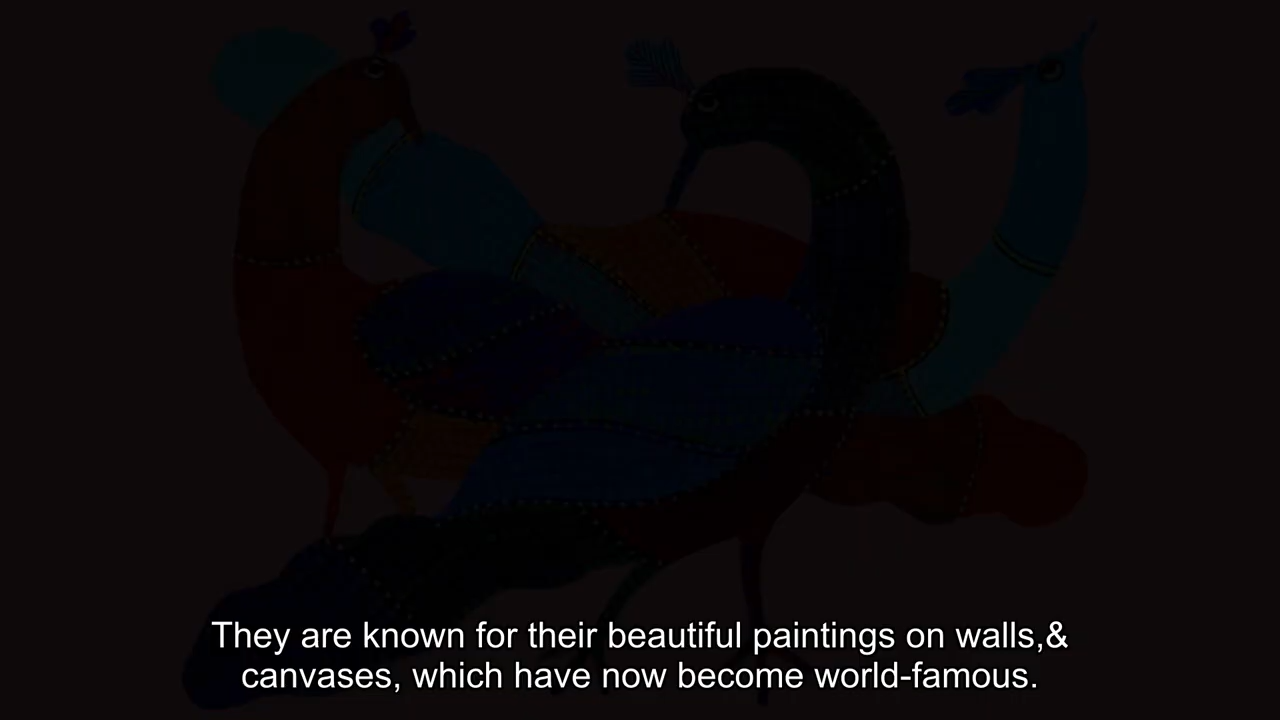 They are known for their beautiful paintings on walls,&
canvases, which have now become world-famous.